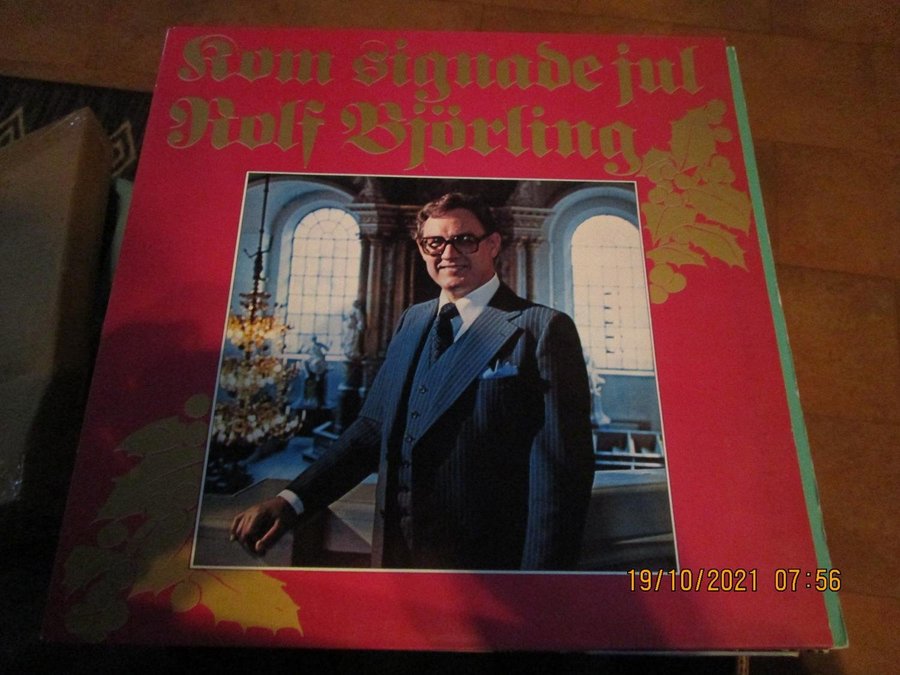 Kom signade jul
Rolf Björling
19/10/2021 07:56